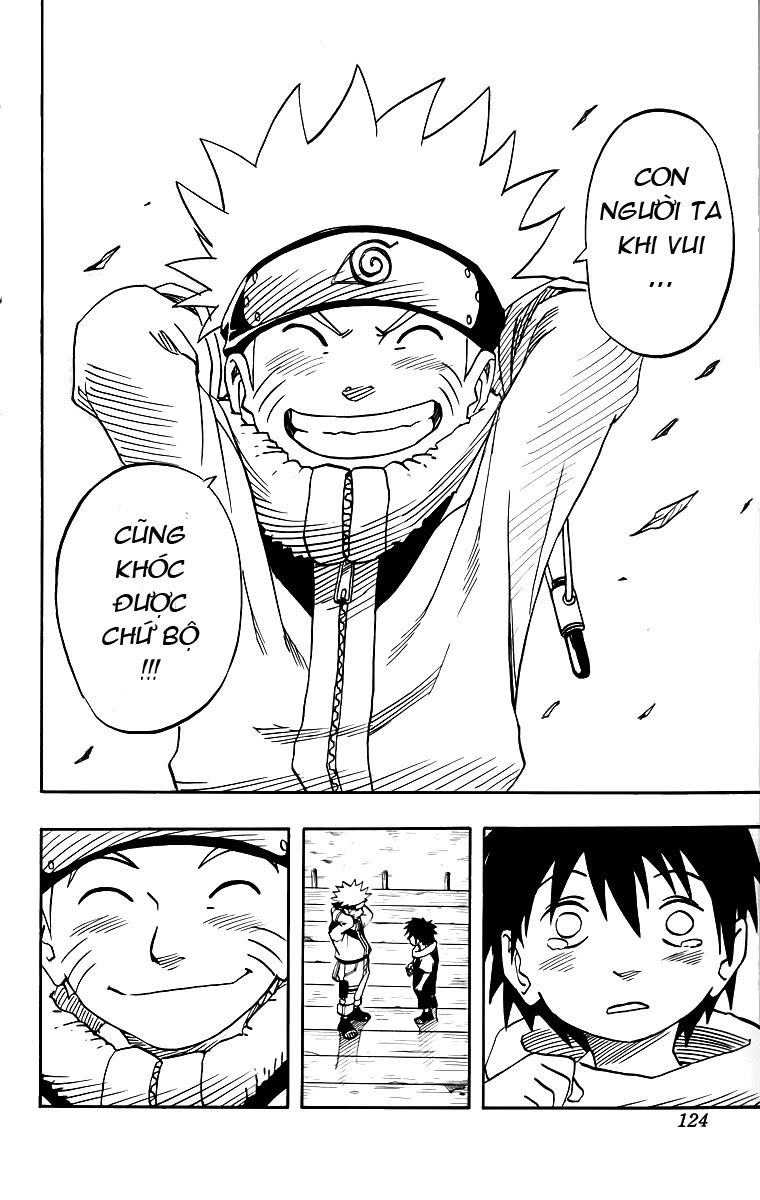 CON
NGƯỜI TA
KHI VUI
...
CŨNG
KHÓC
ĐƯỢC
CHỨ BỘ
!!!
124